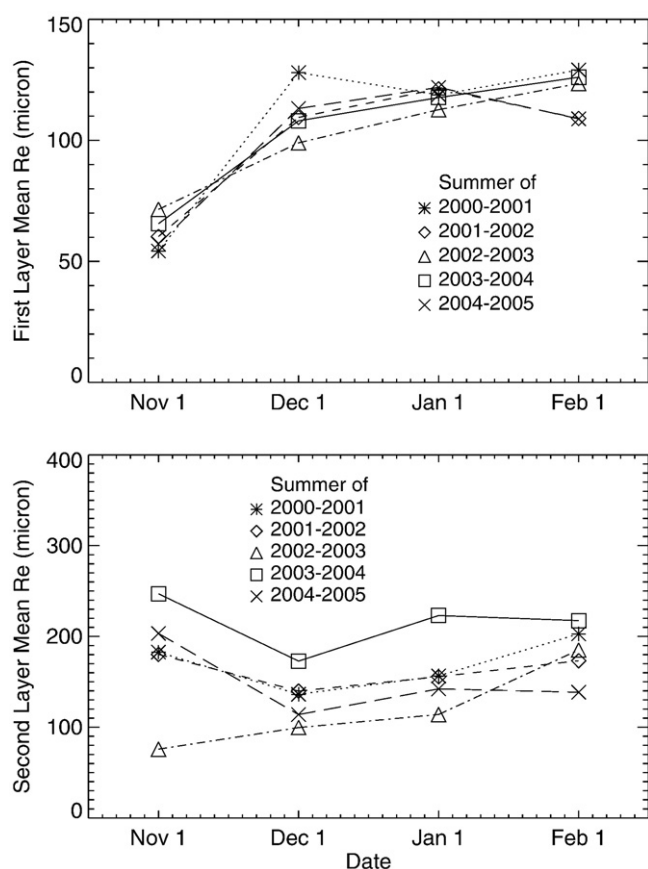 150
100
50
0
First Layer Mean Re (micron)
Summer of
2000-2001
2001-2002
2002-2003
2003-2004
2004-2005
Nov 1 Dec 1 Jan 1 Feb 1
400
300
200
100
0
Second Layer Mean Re (micron)
Summer of
2000-2001
2001-2002
2002-2003
2003-2004
2004-2005
Nov 1 Dec 1 Jan 1 Feb 1
Date